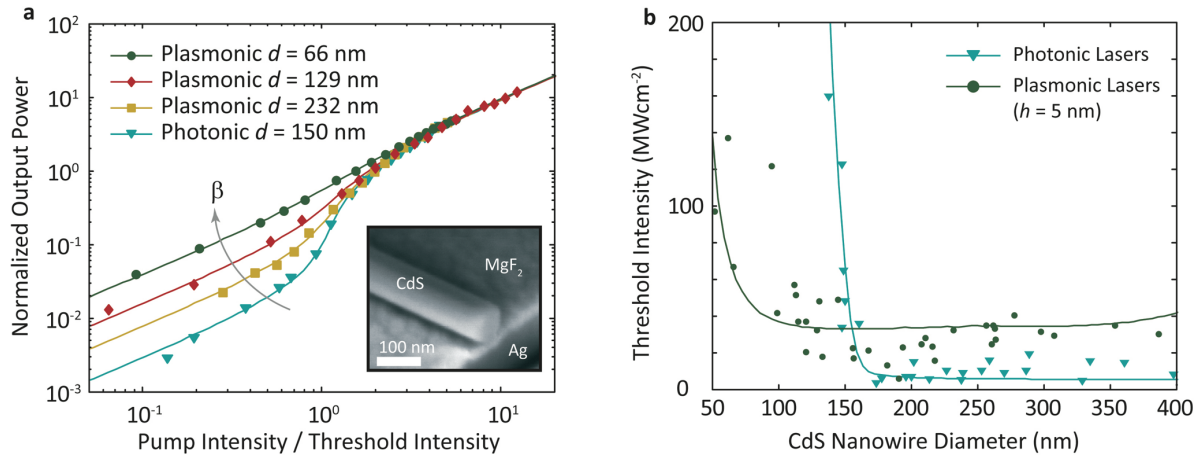 a
Normalized Output Power
10²
10¹
10⁰
10⁻¹
10⁻²
10⁻³
Plasmonic d = 66 nm
Plasmonic d = 129 nm
Plasmonic d = 232 nm
Photonic d = 150 nm
β
CdS
MgF₂
Ag
100 nm
10⁻¹
10⁰
10¹
Pump Intensity / Threshold Intensity
b
Threshold Intensity (MWcm⁻²)
200
100
0
Photonic Lasers
Plasmonic Lasers
(h = 5 nm)
50 100 150 200 250 300 350 400
CdS Nanowire Diameter (nm)